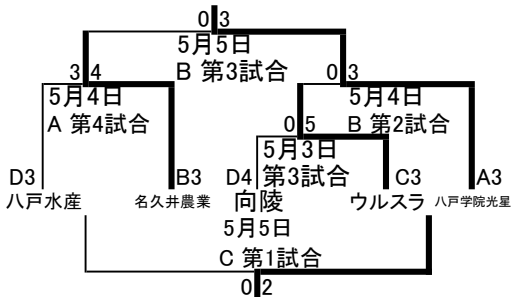 0 3
5月5日
B 第3試合
3 4
0 3
5月4日
A 第4試合
5月4日
B 第2試合
0 5
5月3日
第3試合
D3
B3
D4
C3
A3
八戸水産
名久井農業
向陵
ウルスラ
八戸学院光星
5月5日
C 第1試合
0 2